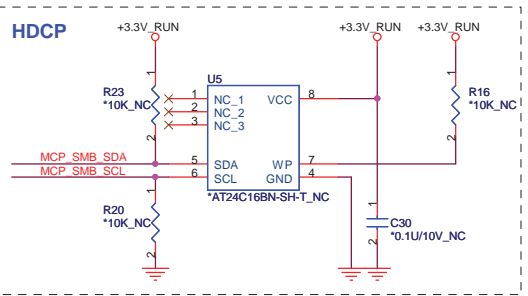 HDCP
+3.3V_RUN
+3.3V_RUN
+3.3V_RUN
R23
*10K_NC
1
2
U5
1 NC_1
2 NC_2
3 NC_3
VCC 8
5 SDA
6 SCL
WP 7
GND 4
*AT24C16BN-SH-T_NC
R16
*10K_NC
1
2
MCP_SMB_SDA
MCP_SMB_SCL
R20
*10K_NC
1
2
C30
*0.1U/10V_NC
1
2